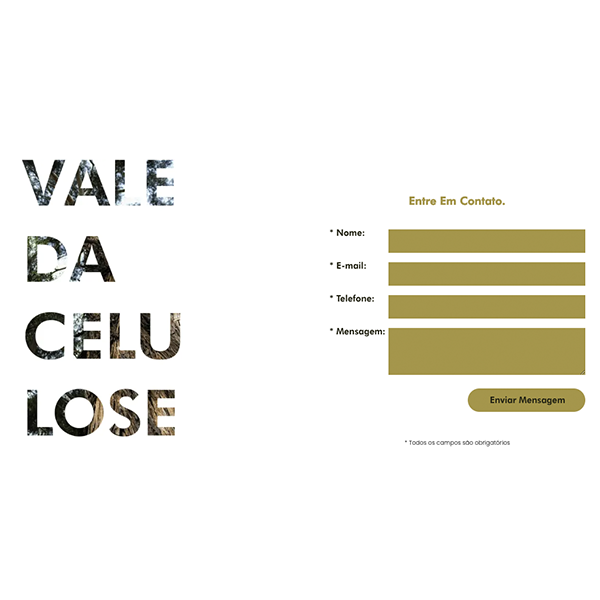 VALE
DA
CELU
LOSE
Entre Em Contato.
* Nome:
* E-mail:
* Telefone:
* Mensagem:
Enviar Mensagem
* Todos os campos são obrigatórios